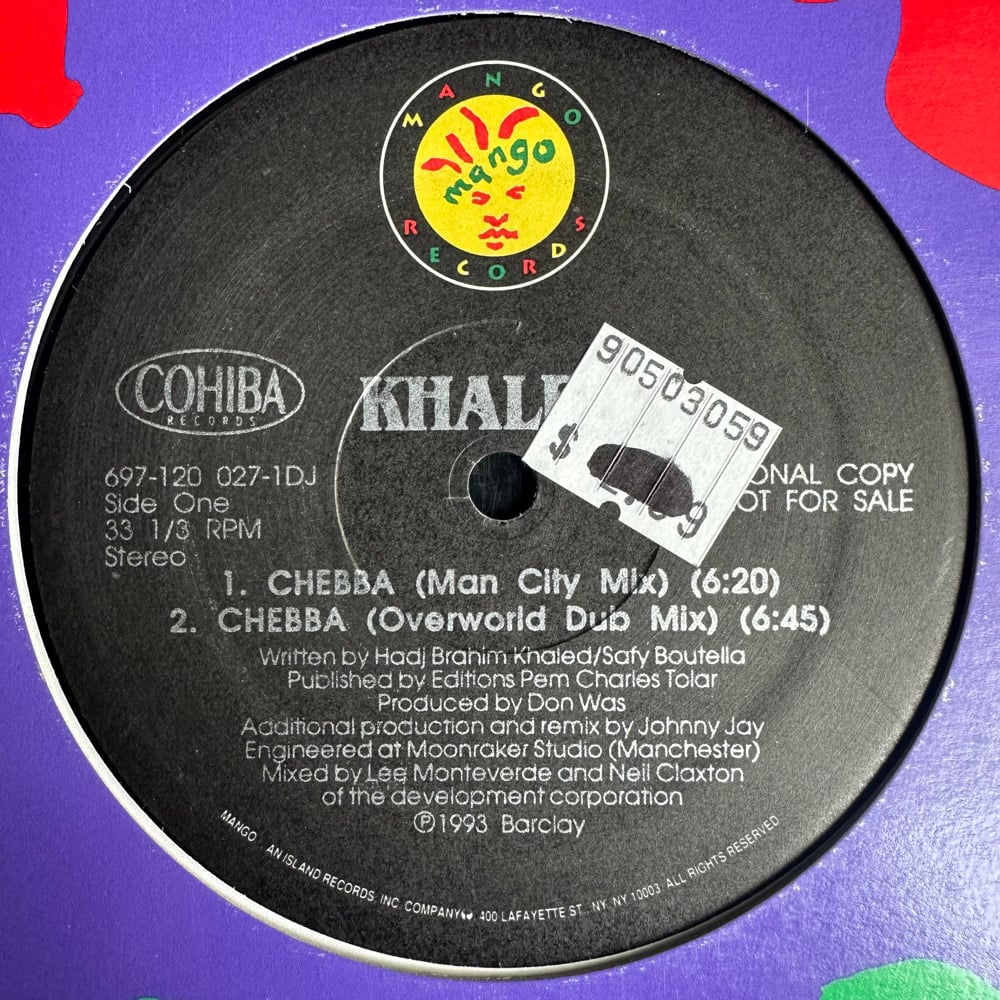 MANGO
RECORDS
mango
COHIBA
RECORDS
90503059
$
9
697-120 027-1DJ
Side One
33 1/3 RPM
Stereo
ONAL COPY
OT FOR SALE
1. CHEBBA (Man City Mix) (6:20)
2. CHEBBA (Overworld Dub Mix) (6:45)
Written by Hadj Brahim Khaled/Safy Boutella
Published by Editions Pem Charles Tolar
Produced by Don Was
Additional production and remix by Johnny Jay
Engineered at Moonraker Studio (Manchester)
Mixed by Lee Monteverde and Neil Claxton
of the development corporation
℗1993 Barclay
MANGO AN ISLAND RECORDS, INC. COMPANY 400 LAFAYETTE ST., NY, NY 10003. ALL RIGHTS RESERVED